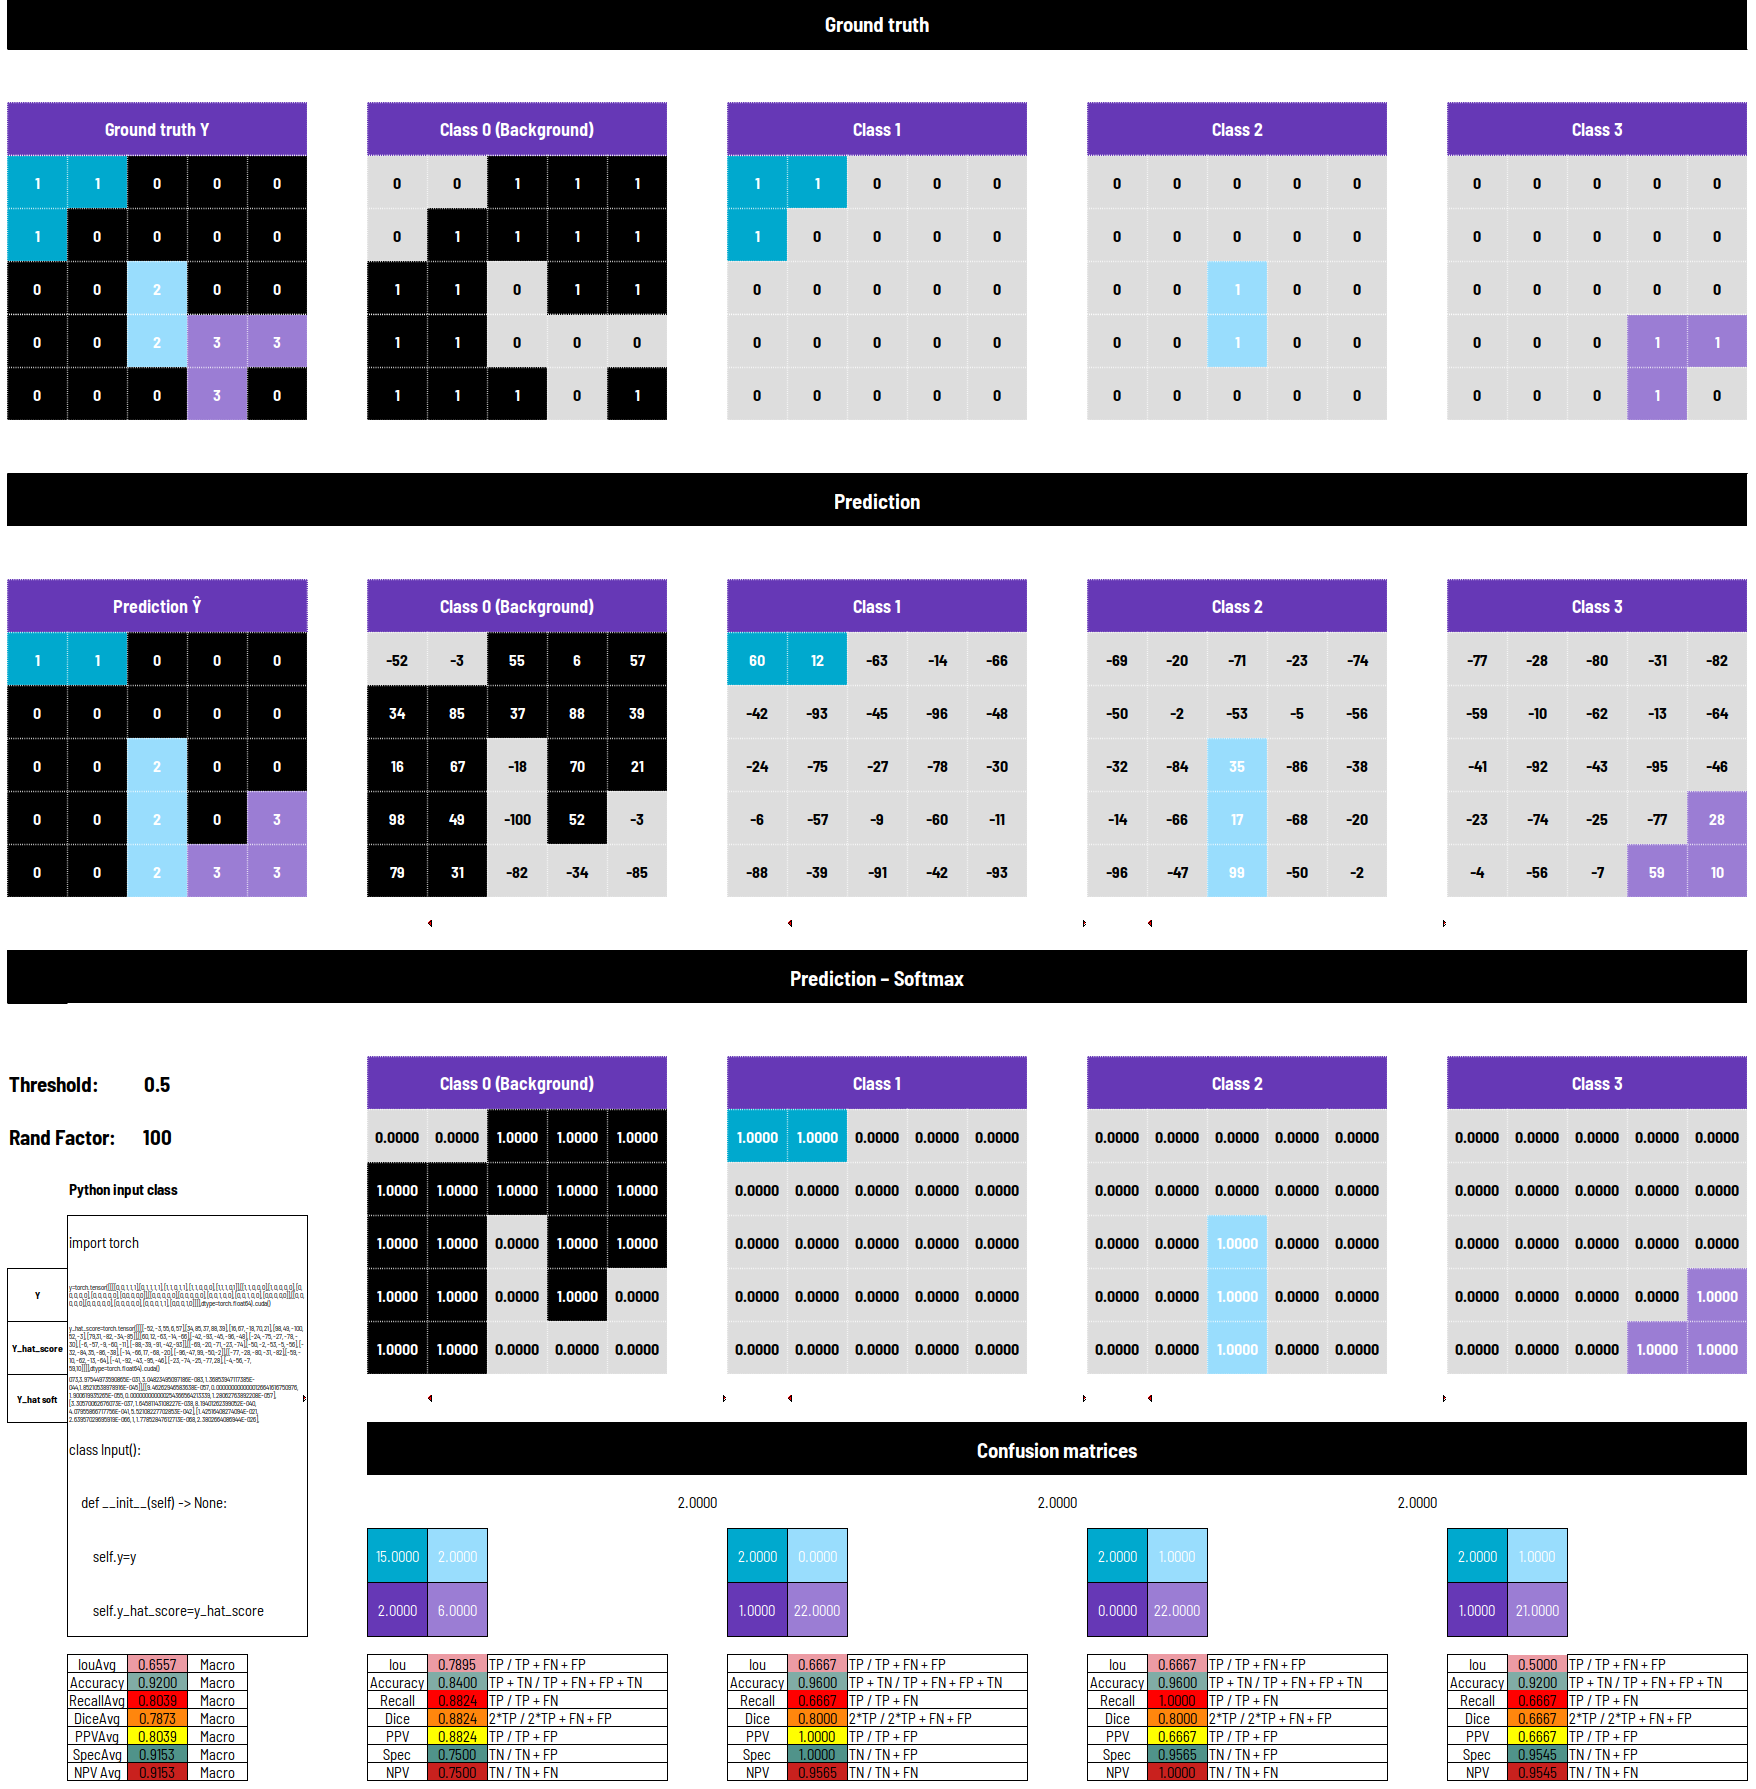 Ground truth
Ground truth Y Class 0 (Background) Class 1 Class 2 Class 3
1 1 0 0 0 0 0 1 1 1 1 1 0 0 0 0 0 0 0 0 0 0 0 0 0
1 0 0 0 0 0 1 1 1 1 1 0 0 0 0 0 0 0 0 0 0 0 0 0 0
0 0 2 0 0 1 1 0 1 1 0 0 0 0 0 0 0 1 0 0 0 0 0 0 0
0 0 2 3 3 1 1 0 0 0 0 0 0 0 0 0 0 1 0 0 0 0 0 1 1
0 0 0 3 0 1 1 1 0 1 0 0 0 0 0 0 0 0 0 0 0 0 0 1 0
Prediction
Prediction Ŷ Class 0 (Background) Class 1 Class 2 Class 3
1 1 0 0 0 -52 -3 55 6 57 60 12 -63 -14 -66 -69 -20 -71 -23 -74 -77 -28 -80 -31 -82
0 0 0 0 0 34 85 37 88 39 -42 -93 -45 -96 -48 -50 -2 -53 -5 -56 -59 -10 -62 -13 -64
0 0 2 0 0 16 67 -18 70 21 -24 -75 -27 -78 -30 -32 -84 35 -86 -38 -41 -92 -43 -95 -46
0 0 2 0 3 98 49 -100 52 -3 -6 -57 -9 -60 -11 -14 -66 17 -68 -20 -23 -74 -25 -77 28
0 0 2 3 3 79 31 -82 -34 -85 -88 -39 -91 -42 -93 -96 -47 99 -50 -2 -4 -56 -7 59 10
Prediction – Softmax
Threshold: 0.5 Class 0 (Background) Class 1 Class 2 Class 3
Rand Factor: 100 0.0000 0.0000 1.0000 1.0000 1.0000 1.0000 1.0000 0.0000 0.0000 0.0000 0.0000 0.0000 0.0000 0.0000 0.0000 0.0000 0.0000 0.0000 0.0000 0.0000
Python input class 1.0000 1.0000 1.0000 1.0000 1.0000 0.0000 0.0000 0.0000 0.0000 0.0000 0.0000 0.0000 0.0000 0.0000 0.0000 0.0000 0.0000 0.0000 0.0000 0.0000
import torch 1.0000 1.0000 0.0000 1.0000 1.0000 0.0000 0.0000 0.0000 0.0000 0.0000 0.0000 0.0000 1.0000 0.0000 0.0000 0.0000 0.0000 0.0000 0.0000 0.0000
Y 1.0000 1.0000 0.0000 1.0000 0.0000 0.0000 0.0000 0.0000 0.0000 0.0000 0.0000 0.0000 1.0000 0.0000 0.0000 0.0000 0.0000 0.0000 0.0000 1.0000
Y_hat_score 1.0000 1.0000 0.0000 0.0000 0.0000 0.0000 0.0000 0.0000 0.0000 0.0000 0.0000 0.0000 1.0000 0.0000 0.0000 0.0000 0.0000 0.0000 1.0000 1.0000
Y_hat soft
class Input():
Confusion matrices
def __init__(self) -> None: 2.0000 2.0000 2.0000
self.y=y 15.0000 2.0000 2.0000 0.0000 2.0000 1.0000 2.0000 1.0000
self.y_hat_score=y_hat_score 2.0000 6.0000 1.0000 22.0000 0.0000 22.0000 1.0000 21.0000
IouAvg 0.6557 Macro Iou 0.7895 TP / TP + FN + FP Iou 0.6667 TP / TP + FN + FP Iou 0.6667 TP / TP + FN + FP Iou 0.5000 TP / TP + FN + FP
Accuracy 0.9200 Macro Accuracy 0.8400 TP + TN / TP + FN + FP + TN Accuracy 0.9600 TP + TN / TP + FN + FP + TN Accuracy 0.9600 TP + TN / TP + FN + FP + TN Accuracy 0.9200 TP + TN / TP + FN + FP + TN
RecallAvg 0.8039 Macro Recall 0.8824 TP / TP + FN Recall 0.6667 TP / TP + FN Recall 1.0000 TP / TP + FN Recall 0.6667 TP / TP + FN
DiceAvg 0.7873 Macro Dice 0.8824 2*TP / 2*TP + FN + FP Dice 0.8000 2*TP / 2*TP + FN + FP Dice 0.8000 2*TP / 2*TP + FN + FP Dice 0.6667 2*TP / 2*TP + FN + FP
PPVAvg 0.8039 Macro PPV 0.8824 TP / TP + FP PPV 1.0000 TP / TP + FP PPV 0.6667 TP / TP + FP PPV 0.6667 TP / TP + FP
SpecAvg 0.9153 Macro Spec 0.7500 TN / TN + FP Spec 1.0000 TN / TN + FP Spec 0.9565 TN / TN + FP Spec 0.9545 TN / TN + FP
NPV Avg 0.9153 Macro NPV 0.7500 TN / TN + FN NPV 0.9565 TN / TN + FN NPV 1.0000 TN / TN + FN NPV 0.9545 TN / TN + FN